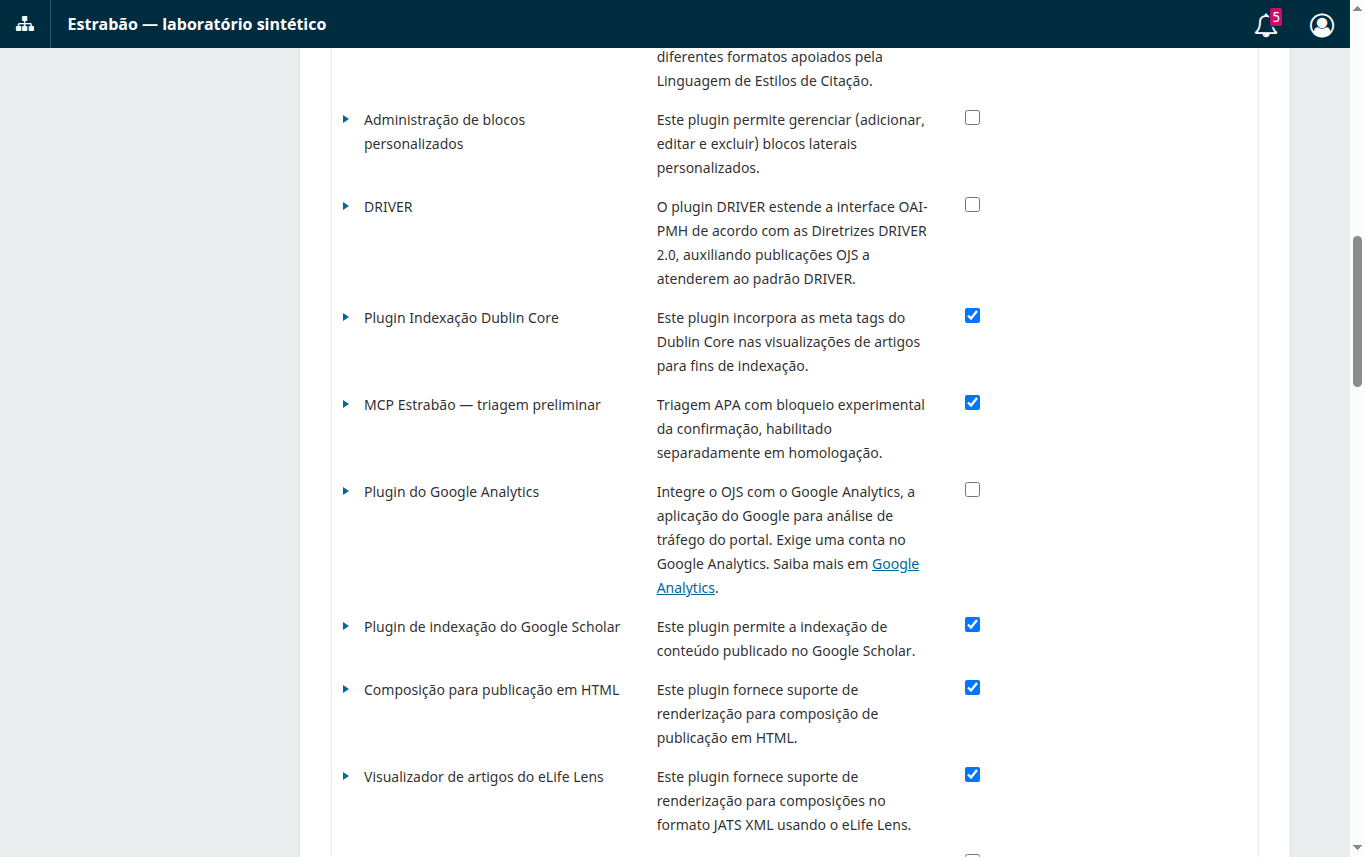 Estrabão — laboratório sintético
5
diferentes formatos apoiados pela
Linguagem de Estilos de Citação.
Administração de blocos
personalizados
Este plugin permite gerenciar (adicionar,
editar e excluir) blocos laterais
personalizados.
DRIVER
O plugin DRIVER estende a interface OAI-
PMH de acordo com as Diretrizes DRIVER
2.0, auxiliando publicações OJS a
atenderem ao padrão DRIVER.
Plugin Indexação Dublin Core
Este plugin incorpora as meta tags do
Dublin Core nas visualizações de artigos
para fins de indexação.
MCP Estrabão — triagem preliminar
Triagem APA com bloqueio experimental
da confirmação, habilitado
separadamente em homologação.
Plugin do Google Analytics
Integre o OJS com o Google Analytics, a
aplicação do Google para análise de
tráfego do portal. Exige uma conta no
Google Analytics. Saiba mais em Google
Analytics.
Plugin de indexação do Google Scholar
Este plugin permite a indexação de
conteúdo publicado no Google Scholar.
Composição para publicação em HTML
Este plugin fornece suporte de
renderização para composição de
publicação em HTML.
Visualizador de artigos do eLife Lens
Este plugin fornece suporte de
renderização para composições no
formato JATS XML usando o eLife Lens.